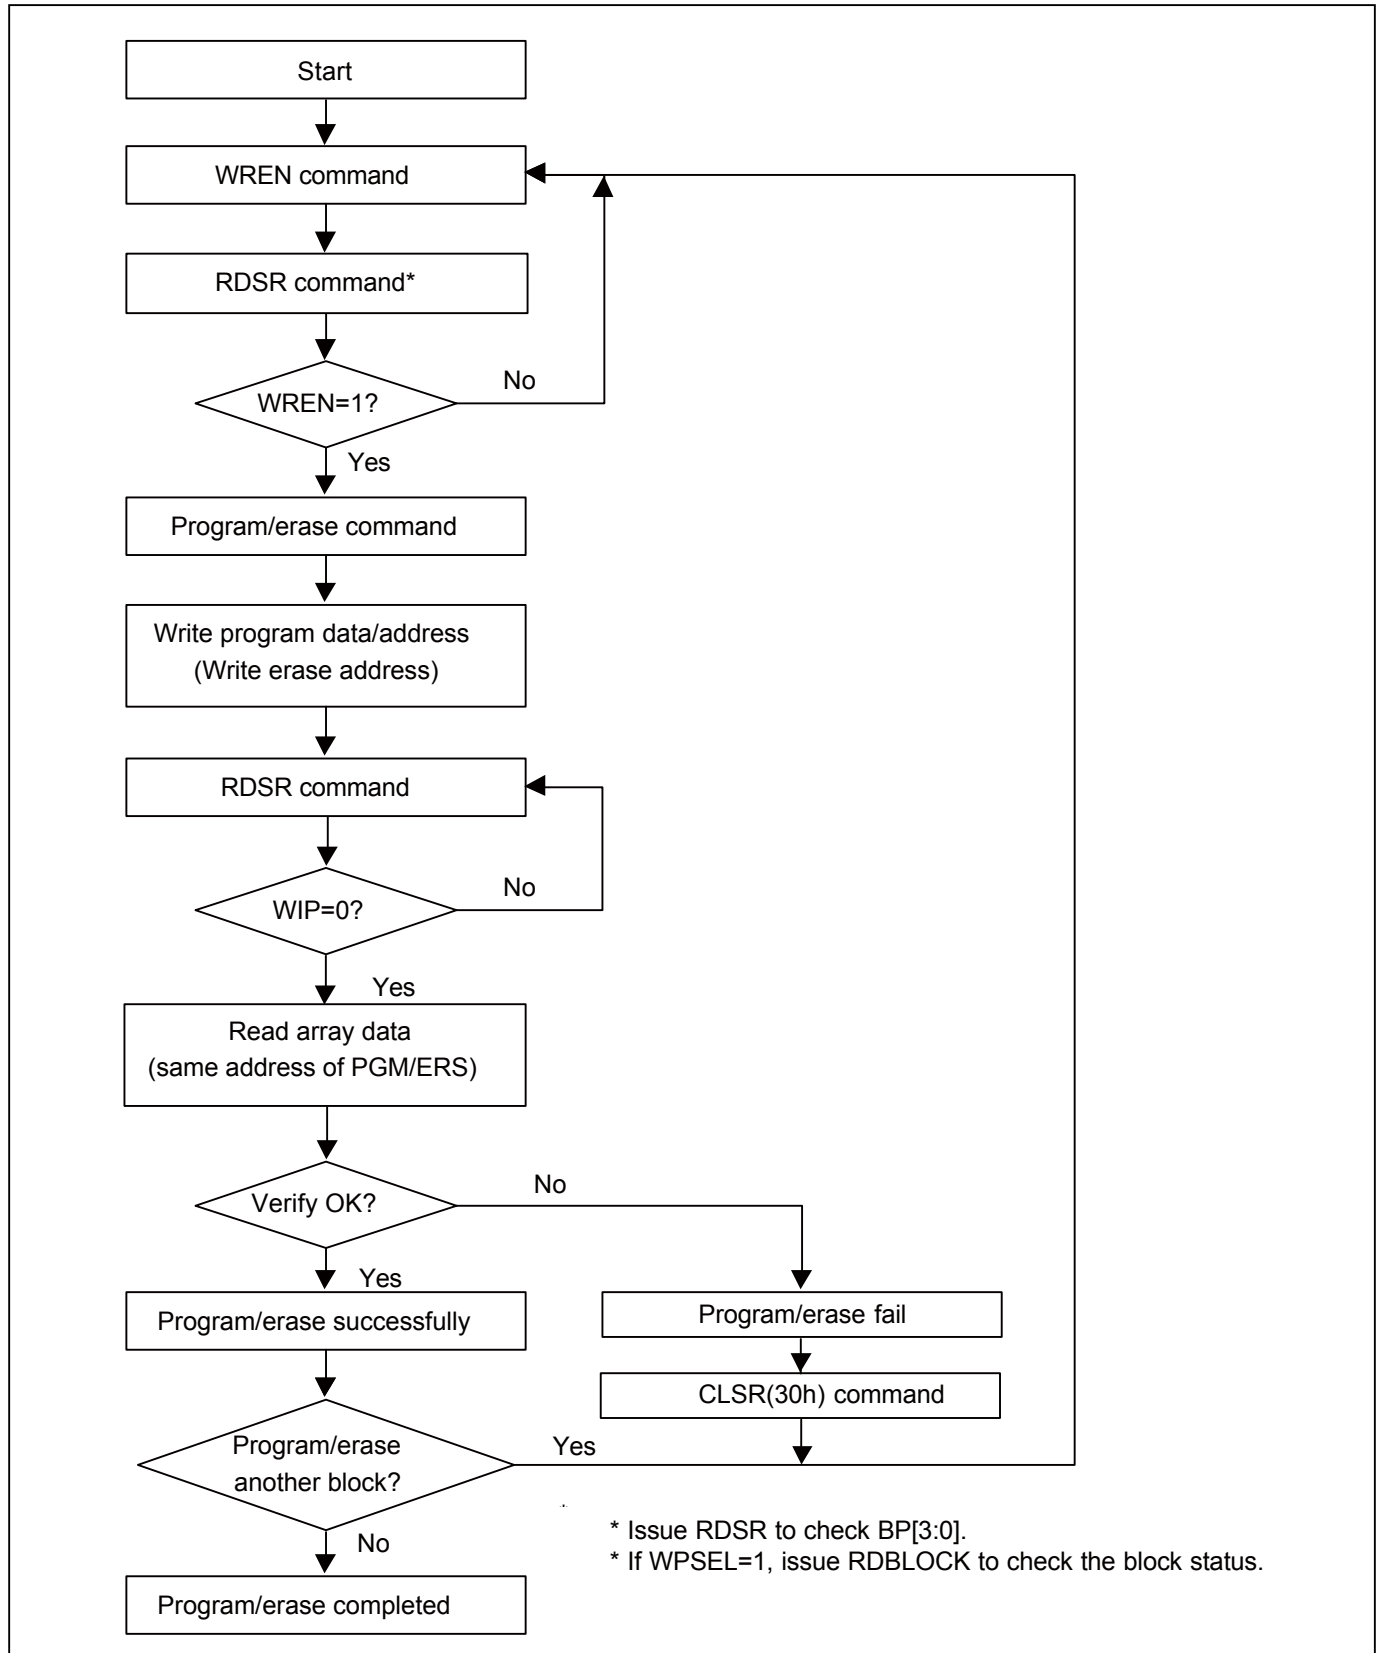 Start
WREN command
RDSR command*
WREN=1?
No
Yes
Program/erase command
Write program data/address
(Write erase address)
RDSR command
WIP=0?
No
Yes
Read array data
(same address of PGM/ERS)
Verify OK?
No
Yes
Program/erase successfully
Program/erase fail
CLSR(30h) command
Program/erase
another block?
Yes
No
* Issue RDSR to check BP[3:0].
* If WPSEL=1, issue RDBLOCK to check the block status.
Program/erase completed